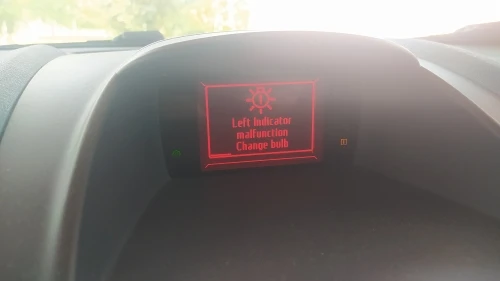 Left Indicator
malfunction
Change bulb